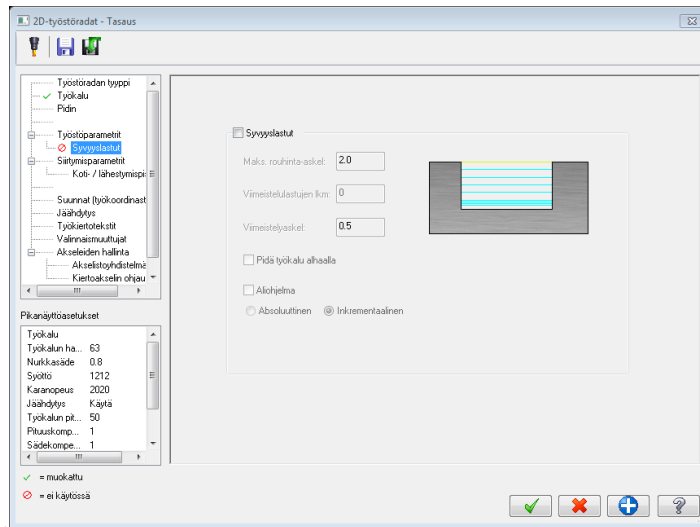 2D-työstöradat - Tasaus
Työstöradan tyyppi
Työkalu
Pidin
Työstöparametrit
Syvyyslastut
Siirtymisparametrit
Koti- / lähestymispi
Suunnat (työkoordinast
Jäähdytys
Työkiertotekstit
Valinnaismuuttujat
Akseleiden hallinta
Akselistoyhdistelmä
Kiertoakselin ohjau
Syvyyslastut
Maks. rouhinta-askel: 2.0
Viimeistelulastujen lkm: 0
Viimeistelyaskel: 0.5
Pidä työkalu alhaalla
Aliohjelma
Absoluuttinen Inkrementaalinen
Pikanäyttöasetukset
Työkalu
Työkalun ha... 63
Nurkkasäde 0.8
Syöttö 1212
Karanopeus 2020
Jäähdytys Käytä
Työkalun pit... 50
Pituuskomp... 1
Sädekompe... 1
= muokattu
= ei käytössä